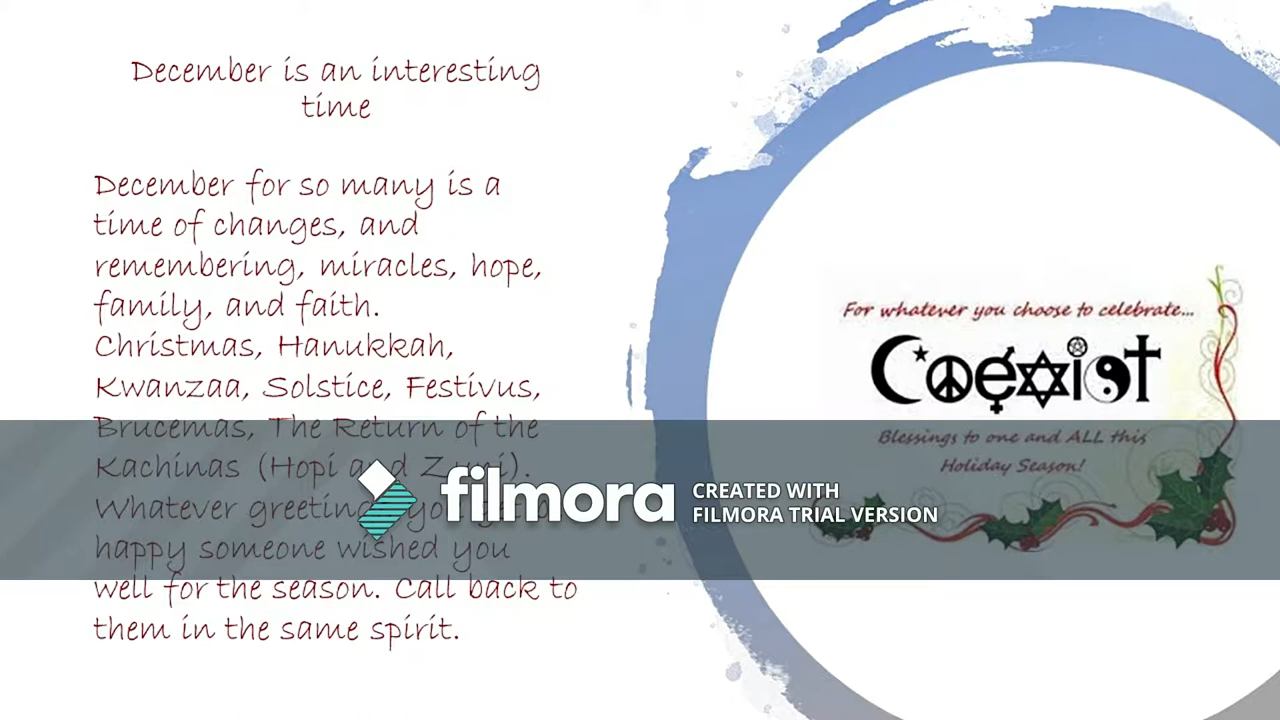 December is an interesting
time
December for so many is a
time of changes, and
remembering, miracles, hope,
family, and faith.
Christmas, Hanukkah,
Kwanzaa, Solstice, Festivus,
Brucemas, The Return of the
Kachinas (Hopi and Zuni).
Whatever greeting
happy someone wished you
well for the season. Call back to
them in the same spirit.
For whatever you choose to celebrate...
Coexist
Blessings to one and ALL this
Holiday Season!
filmora
CREATED WITH
FILMORA TRIAL VERSION